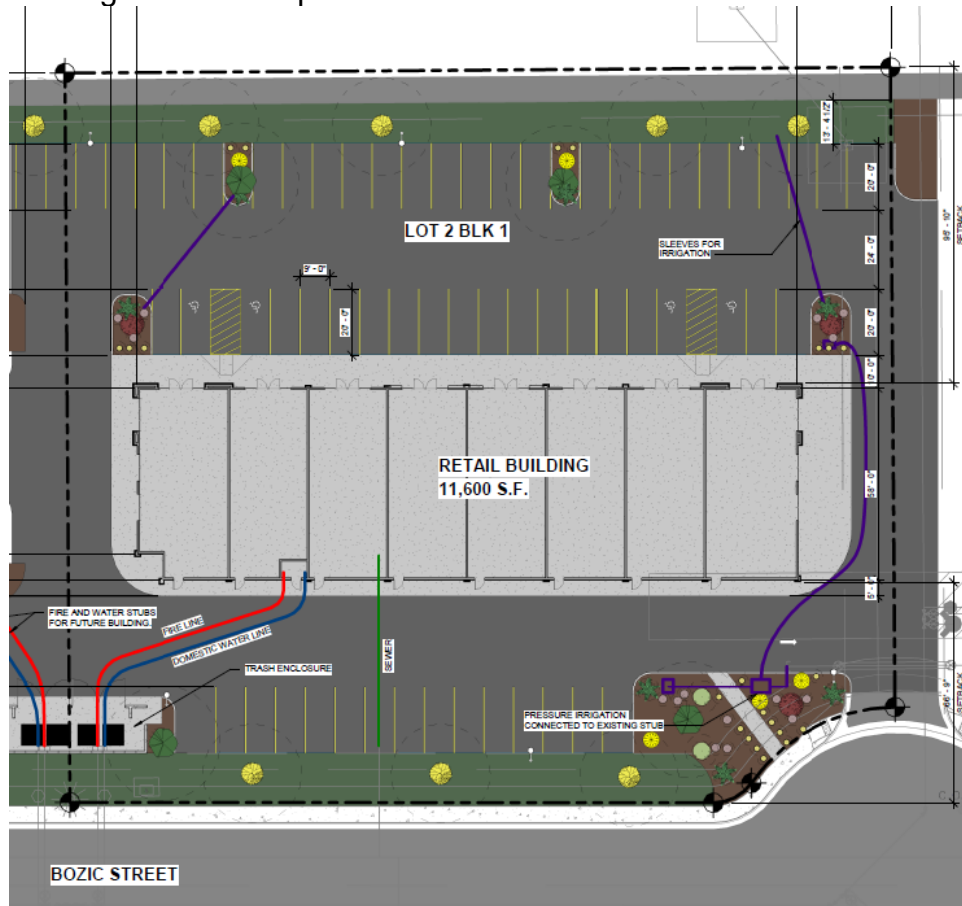 13' - 4 1/2"
20' - 0"
LOT 2 BLK 1
SLEEVES FOR
IRRIGATION
24' - 0"
SETBACK
9' - 0"
20' - 0"
20' - 0"
10' - 0"
RETAIL BUILDING
11,600 S.F.
58' - 0"
5' - 0"
FIRE AND WATER STUBS
FOR FUTURE BUILDING.
FIRE LINE
DOMESTIC WATER LINE
SEWER
TRASH ENCLOSURE
66' - 9"
SETBACK
PRESSURE IRRIGATION
CONNECTED TO EXISTING STUB
BOZIC STREET